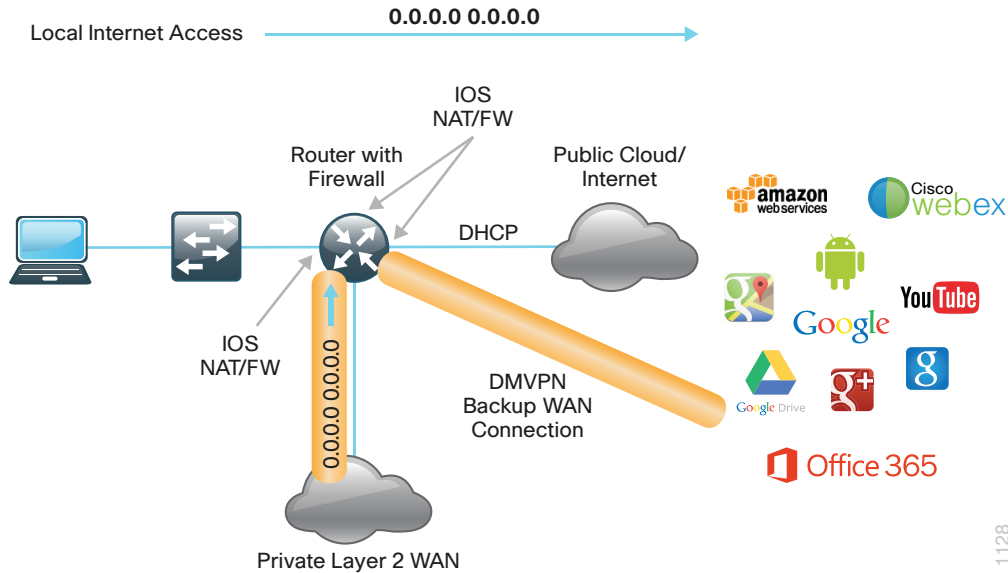 0.0.0.0 0.0.0.0
Local Internet Access
IOS
NAT/FW
Router with
Firewall
Public Cloud/
Internet
DHCP
IOS
NAT/FW
0.0.0.0 0.0.0.0
DMVPN
Backup WAN
Connection
Private Layer 2 WAN
amazon
webservices
Cisco
webex
g
YouTube
Google
Google Drive
g+
g
Office 365
1128